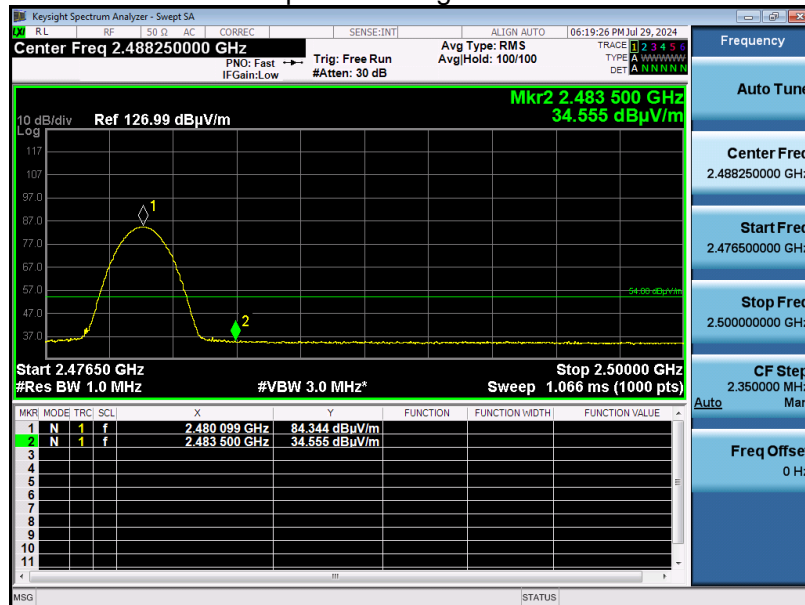 Keysight Spectrum Analyzer - Swept SA
LXI RL RF 50 Ω AC CORREC SENSE:INT ALIGN AUTO 06:19:26 PM Jul 29, 2024
Center Freq 2.488250000 GHz
PNO: Fast
IFGain:Low
Trig: Free Run
#Atten: 30 dB
Avg Type: RMS
Avg|Hold: 100/100
TRACE 1 2 3 4 5 6
TYPE A WWWWW
DET A N N N N N
Mkr2 2.483 500 GHz
34.555 dBµV/m
10 dB/div Ref 126.99 dBµV/m
Log
117
107
97.0
87.0
77.0
67.0
57.0
47.0
37.0
1
2
54.00 dBµV/m
Start 2.47650 GHz Stop 2.50000 GHz
#Res BW 1.0 MHz #VBW 3.0 MHz* Sweep 1.066 ms (1000 pts)
MKR MODE TRC SCL X Y FUNCTION FUNCTION WIDTH FUNCTION VALUE
1 N 1 f 2.480 099 GHz 84.344 dBµV/m
2 N 1 f 2.483 500 GHz 34.555 dBµV/m
3
4
5
6
7
8
9
10
11
MSG STATUS
Frequency
Auto Tune
Center Freq
2.488250000 GHz
Start Freq
2.476500000 GHz
Stop Freq
2.500000000 GHz
CF Step
2.350000 MHz
Auto Man
Freq Offset
0 Hz